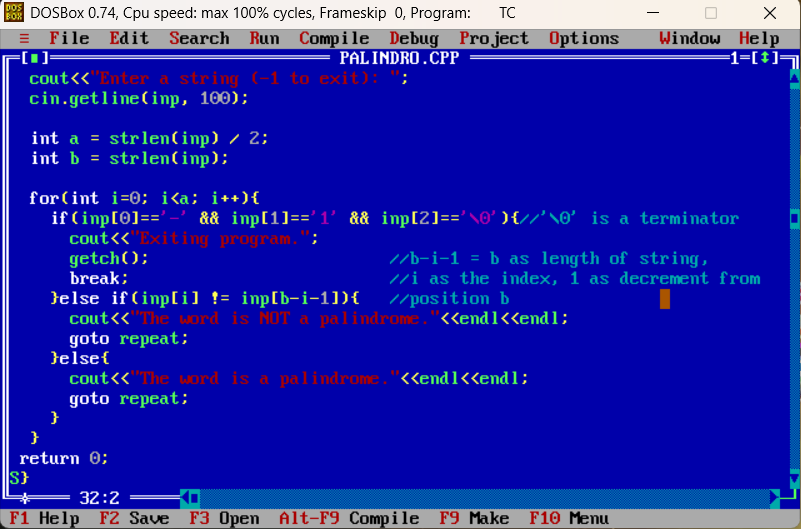 DOSBox 0.74, Cpu speed: max 100% cycles, Frameskip 0, Program: TC
≡ File Edit Search Run Compile Debug Project Options Window Help
[■] PALINDRO.CPP 1=[↕]
cout<<"Enter a string (-1 to exit): ";
cin.getline(inp, 100);
int a = strlen(inp) / 2;
int b = strlen(inp);
for(int i=0; i<a; i++){
if(inp[0]=='-' && inp[1]=='1' && inp[2]=='\0'){//'\0' is a terminator
cout<<"Exiting program.";
getch(); //b-i-1 = b as length of string,
break; //i as the index, 1 as decrement from
}else if(inp[i] != inp[b-i-1]){ //position b
cout<<"The word is NOT a palindrome."<<endl<<endl;
goto repeat;
}else{
cout<<"The word is a palindrome."<<endl<<endl;
goto repeat;
}
}
return 0;
S}
32:2
F1 Help F2 Save F3 Open Alt-F9 Compile F9 Make F10 Menu